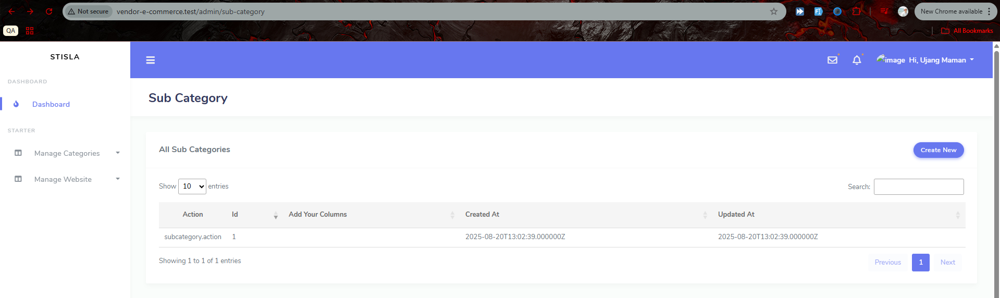 Not secure
vendor-e-commerce.test/admin/sub-category
New Chrome available
QA
All Bookmarks
STISLA
image Hi, Ujang Maman
DASHBOARD
Dashboard
STARTER
Manage Categories
Manage Website
Sub Category
All Sub Categories
Create New
Show 10 entries
Search:
Action Id Add Your Columns Created At Updated At
subcategory.action 1 2025-08-20T13:02:39.000000Z 2025-08-20T13:02:39.000000Z
Showing 1 to 1 of 1 entries
Previous 1 Next